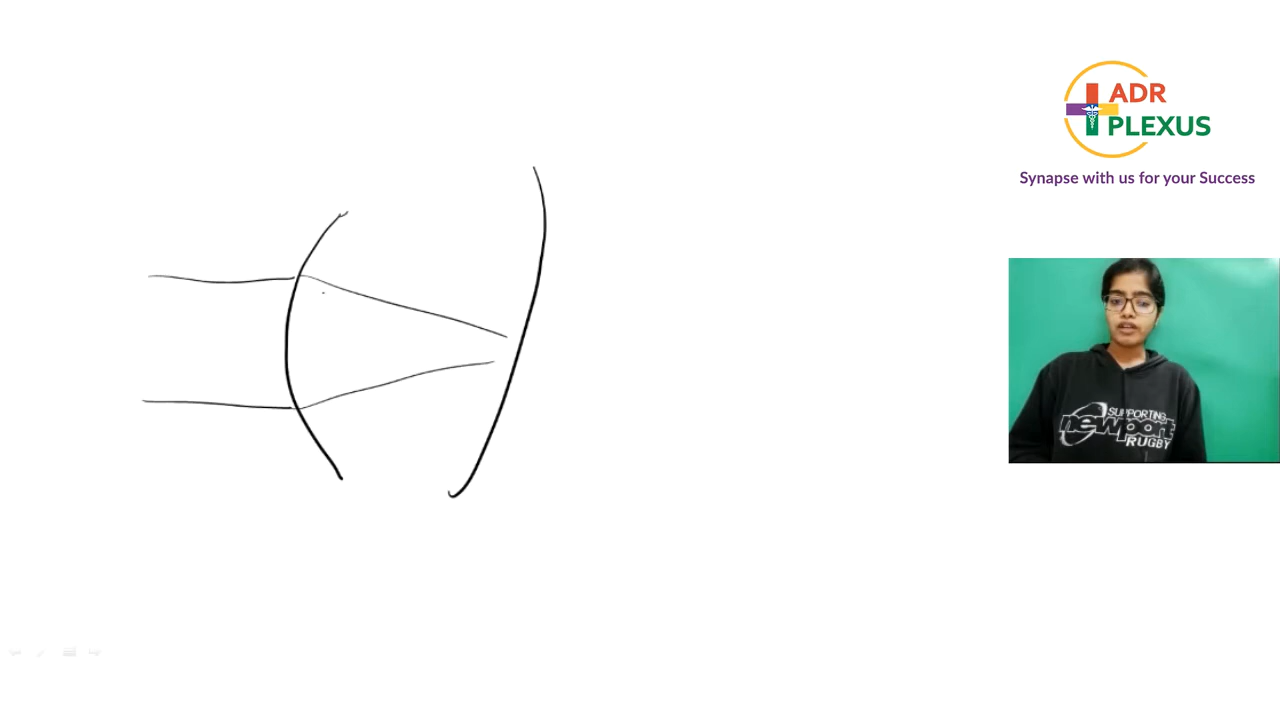 ADR
PLEXUS
Synapse with us for your Success
SUPPORTING
newport
RUGBY